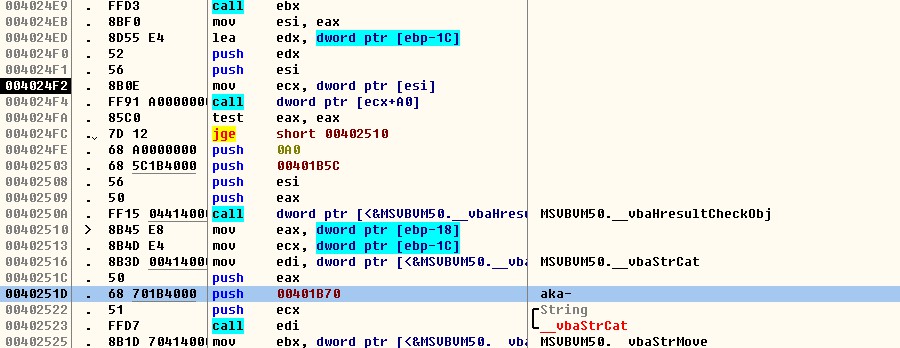 004024E9 . FFD3 call ebx
004024EB . 8BF0 mov esi, eax
004024ED . 8D55 E4 lea edx, dword ptr [ebp-1C]
004024F0 . 52 push edx
004024F1 . 56 push esi
004024F2 . 8B0E mov ecx, dword ptr [esi]
004024F4 . FF91 A0000000 call dword ptr [ecx+A0]
004024FA . 85C0 test eax, eax
004024FC . 7D 12 jge short 00402510
004024FE . 68 A0000000 push 0A0
00402503 . 68 5C1B4000 push 00401B5C
00402508 . 56 push esi
00402509 . 50 push eax
0040250A . FF15 04414000 call dword ptr [<&MSVBVM50.__vbaHresu MSVBVM50.__vbaHresultCheckObj
00402510 > 8B45 E8 mov eax, dword ptr [ebp-18]
00402513 . 8B4D E4 mov ecx, dword ptr [ebp-1C]
00402516 . 8B3D 00414000 mov edi, dword ptr [<&MSVBVM50.__vba MSVBVM50.__vbaStrCat
0040251C . 50 push eax
0040251D . 68 701B4000 push 00401B70 aka-
00402522 . 51 push ecx String
00402523 . FFD7 call edi __vbaStrCat
00402525 . 8B1D 70414000 mov ebx, dword ptr [<&MSVBVM50.__vba MSVBVM50.__vbaStrMove